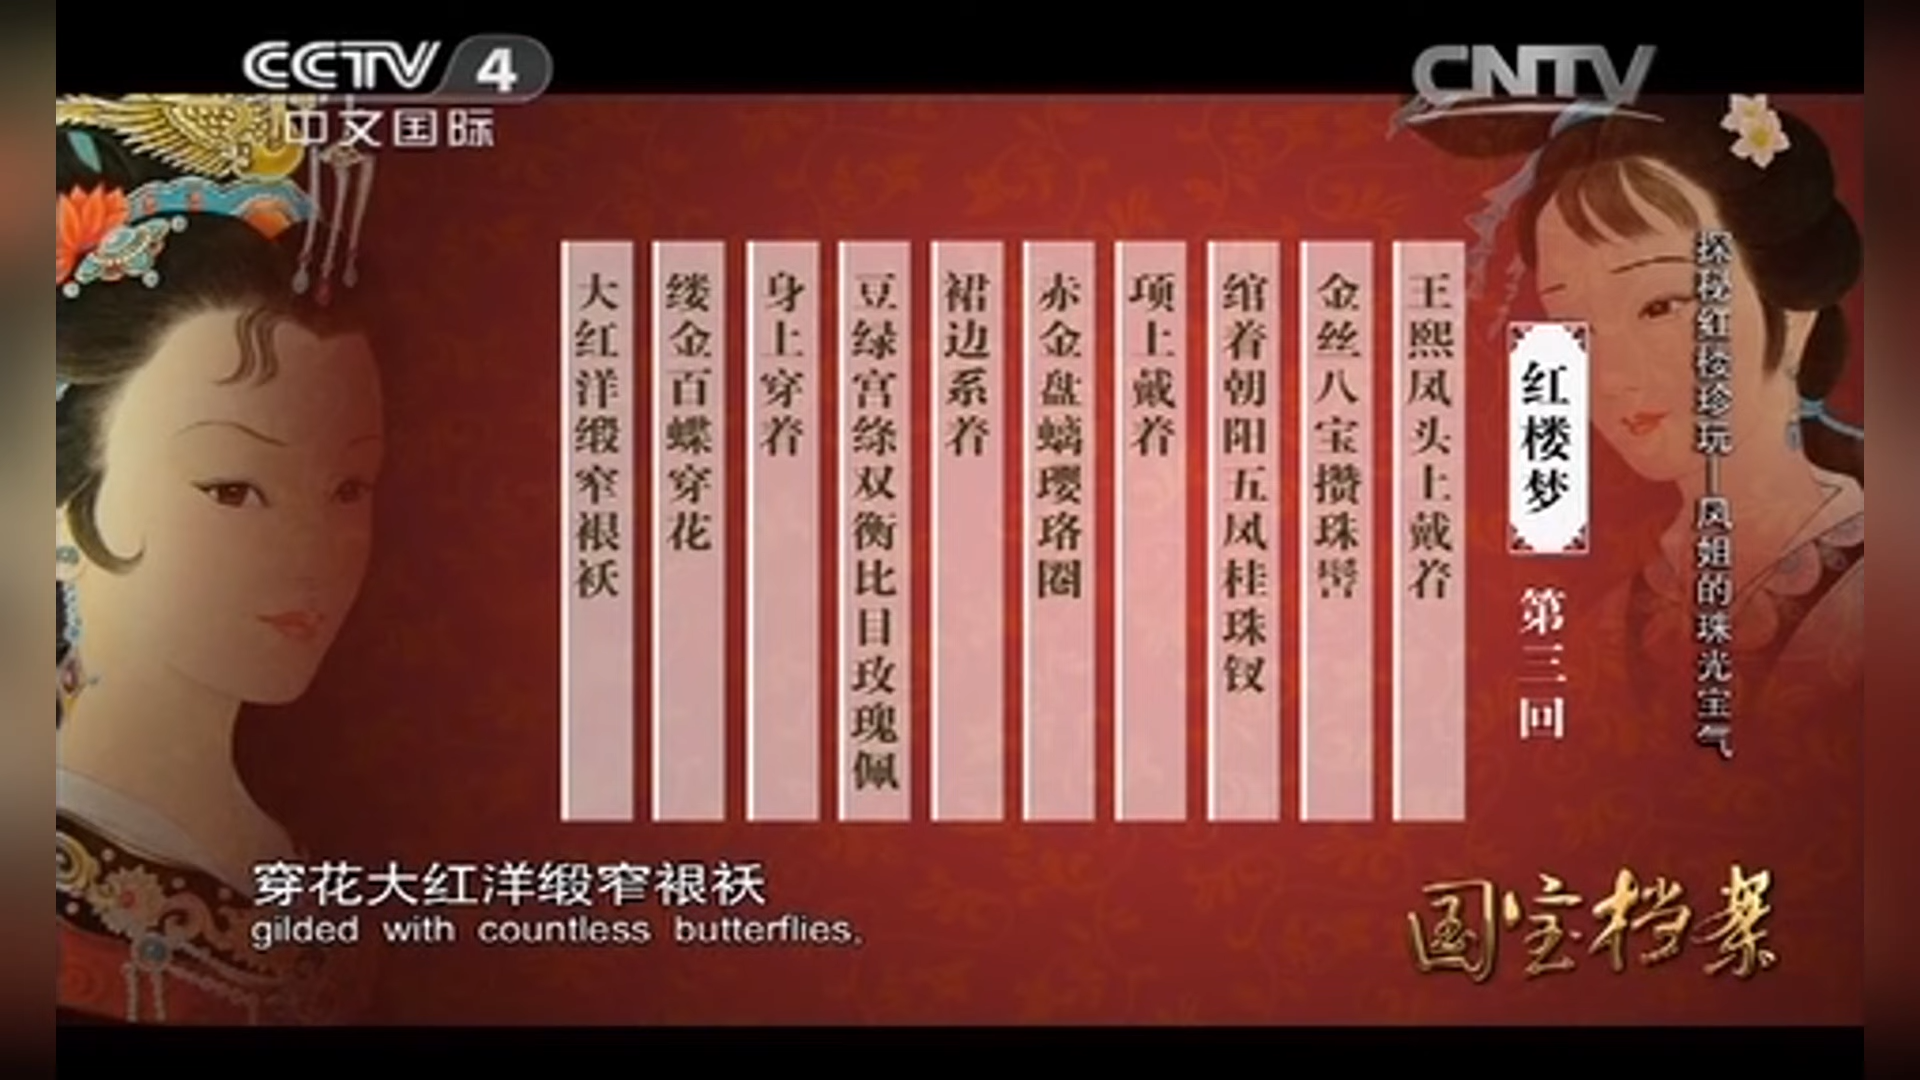 CCTV 4
中文国际
CNTV
探秘红楼珍玩—凤姐的珠光宝气
红楼梦
第三回
王熙凤头上戴着
金丝八宝攒珠髻
绾着朝阳五凤桂珠钗
项上戴着
赤金盘螭璎珞圈
裙边系着
豆绿宫绦双衡比目玫瑰佩
身上穿着
缕金百蝶穿花
大红洋缎窄裉袄
穿花大红洋缎窄裉袄
gilded with countless butterflies.
国宝档案